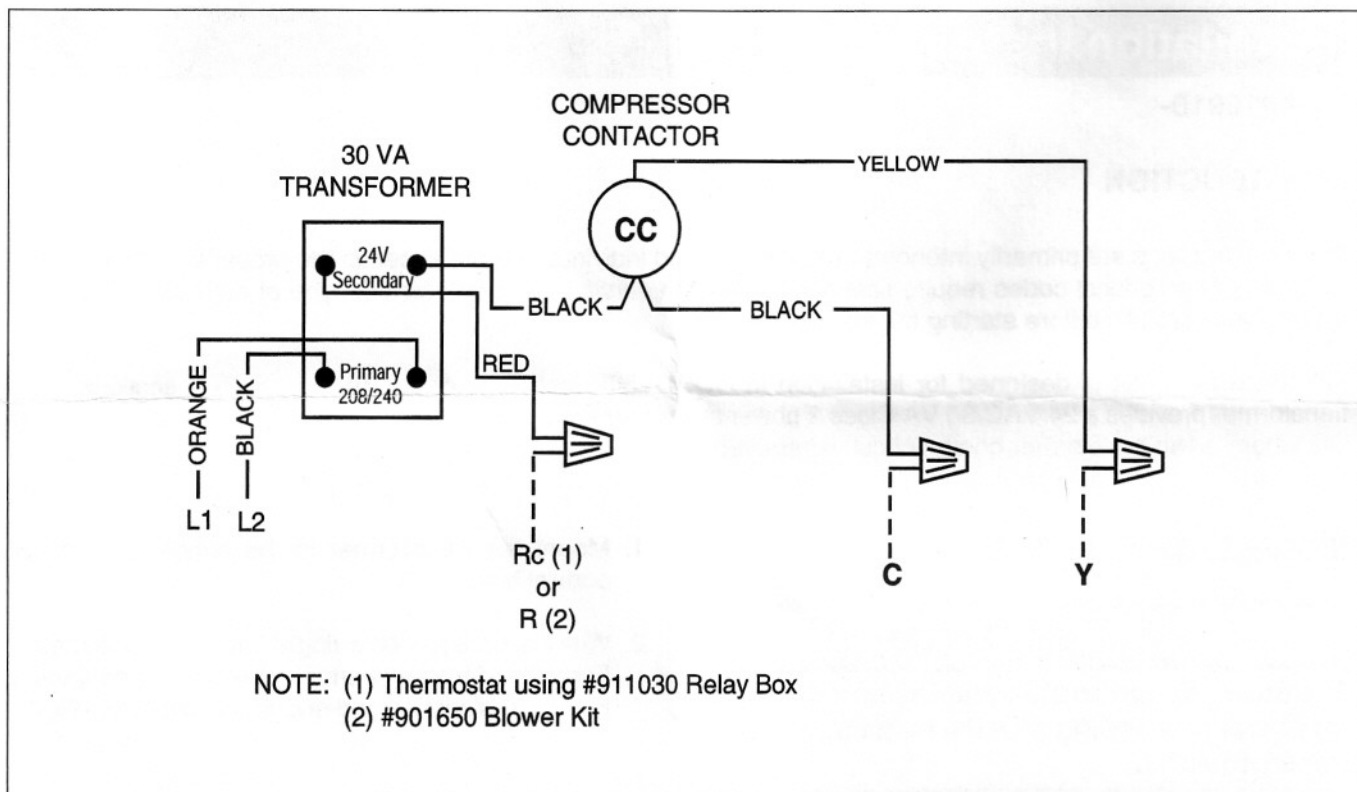 COMPRESSOR
CONTACTOR
30 VA
TRANSFORMER
YELLOW
CC
24V
Secondary
BLACK
BLACK
RED
Primary
208/240
ORANGE
BLACK
L1
L2
Rc (1)
or
R (2)
C
Y
NOTE: (1) Thermostat using #911030 Relay Box
(2) #901650 Blower Kit